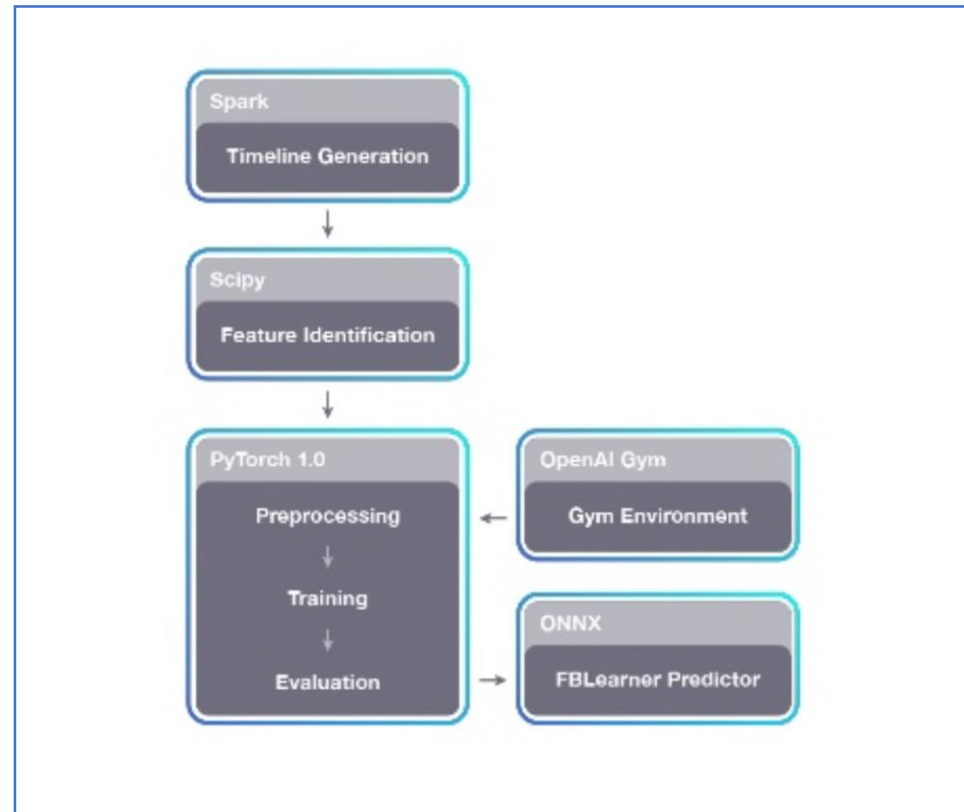 Spark
Timeline Generation
Scipy
Feature Identification
PyTorch 1.0
Preprocessing
Training
Evaluation
OpenAI Gym
Gym Environment
ONNX
FBLearner Predictor